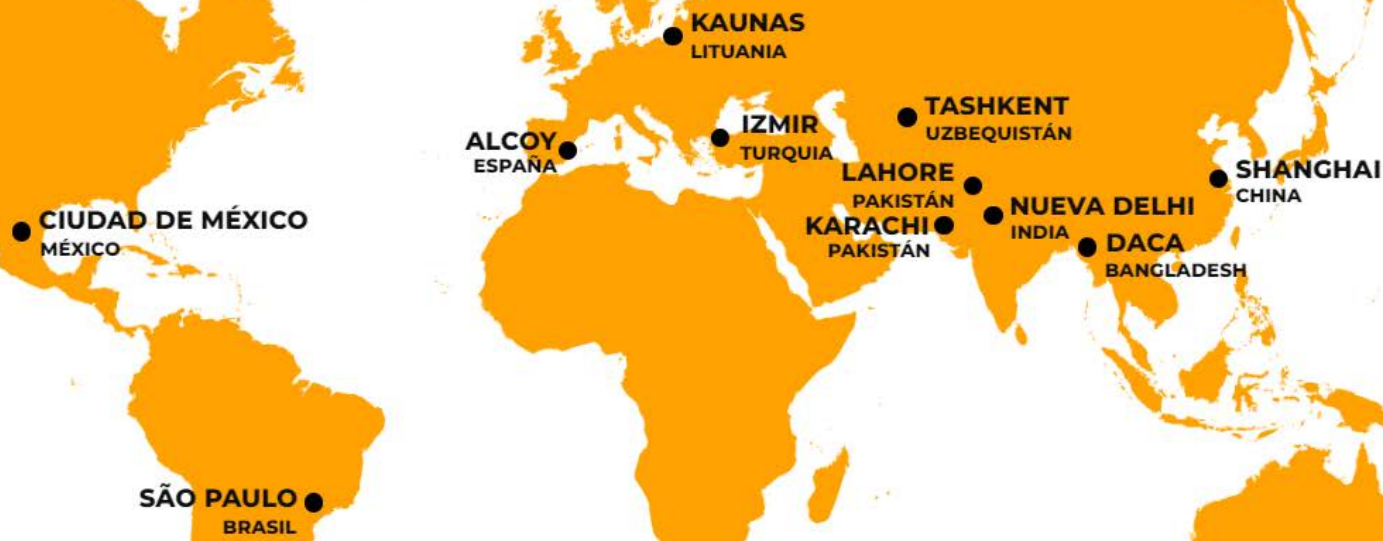 KAUNAS
LITUANIA
TASHKENT
UZBEQUISTÁN
IZMIR
TURQUIA
ALCOY
ESPAÑA
LAHORE
PAKISTÁN
SHANGHAI
CHINA
NUEVA DELHI
INDIA
KARACHI
PAKISTÁN
DACA
BANGLADESH
CIUDAD DE MÉXICO
MÉXICO
SÃO PAULO
BRASIL